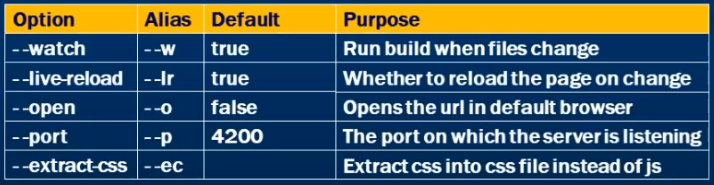 Option Alias Default Purpose
--watch --w true Run build when files change
--live-reload --lr true Whether to reload the page on change
--open --o false Opens the url in default browser
--port --p 4200 The port on which the server is listening
--extract-css --ec Extract css into css file instead of js